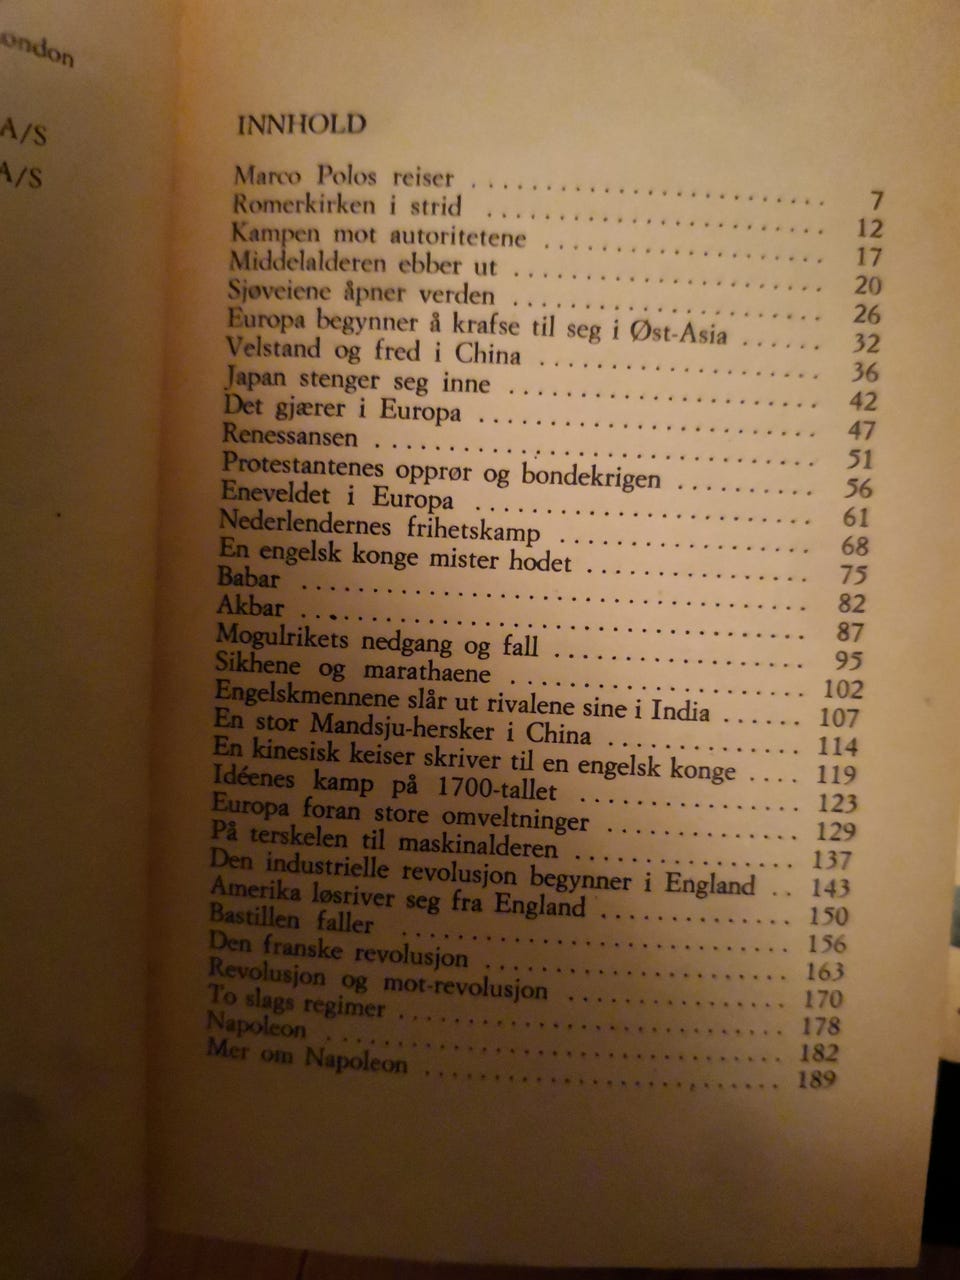 ondon
A/S
A/S
INNHOLD
Marco Polos reiser . . . . . . . . . . 7
Romerkirken i strid . . . . . . . . . . 12
Kampen mot autoritetene . . . . . . . . . . 17
Middelalderen ebber ut . . . . . . . . . . 20
Sjøveiene åpner verden . . . . . . . . . . 26
Europa begynner å krafse til seg i Øst-Asia . . . . . . 32
Velstand og fred i China . . . . . . . . . . 36
Japan stenger seg inne . . . . . . . . . . 42
Det gjærer i Europa . . . . . . . . . . 47
Renessansen . . . . . . . . . . 51
Protestantenes opprør og bondekrigen . . . . . . . . . . 56
Eneveldet i Europa . . . . . . . . . . 61
Nederlendernes frihetskamp . . . . . . . . . . 68
En engelsk konge mister hodet . . . . . . . . . . 75
Babar . . . . . . . . . . 82
Akbar . . . . . . . . . . 87
Mogulrikets nedgang og fall . . . . . . . . . . 95
Sikhene og marathaene . . . . . . . . . . 102
Engelskmennene slår ut rivalene sine i India . . . . . . 107
En stor Mandsju-hersker i China . . . . . . . . . . 114
En kinesisk keiser skriver til en engelsk konge . . . . 119
Idéenes kamp på 1700-tallet . . . . . . . . . . 123
Europa foran store omveltninger . . . . . . . . . . 129
På terskelen til maskinalderen . . . . . . . . . . 137
Den industrielle revolusjon begynner i England . . 143
Amerika løsriver seg fra England . . . . . . . . . . 150
Bastillen faller . . . . . . . . . . 156
Den franske revolusjon . . . . . . . . . . 163
Revolusjon og mot-revolusjon . . . . . . . . . . 170
To slags regimer . . . . . . . . . . 178
Napoleon . . . . . . . . . . 182
Mer om Napoleon . . . . . . . . . . 189